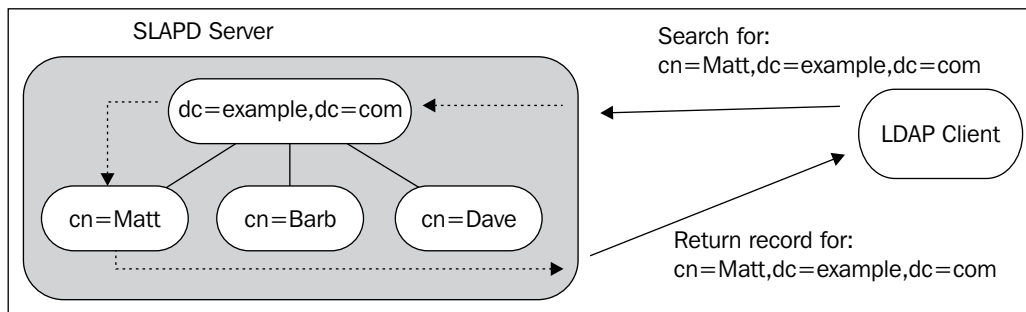 SLAPD Server
Search for:
cn=Matt,dc=example,dc=com
dc=example,dc=com
LDAP Client
cn=Matt
cn=Barb
cn=Dave
Return record for:
cn=Matt,dc=example,dc=com